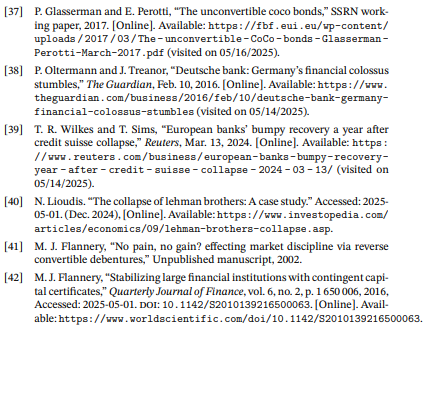 [37] P. Glasserman and E. Perotti, “The unconvertible coco bonds,” SSRN work-
ing paper, 2017. [Online]. Available: https://fbf.eui.eu/wp-content/
uploads/2017/03/The-unconvertible-CoCo-bonds-Glasserman-
Perotti-March-2017.pdf (visited on 05/16/2025).
[38] P. Oltermann and J. Treanor, “Deutsche bank: Germany’s financial colossus
stumbles,” The Guardian, Feb. 10, 2016. [Online]. Available: https://www.
theguardian.com/business/2016/feb/10/deutsche-bank-germany-
financial-colossus-stumbles (visited on 05/14/2025).
[39] T. R. Wilkes and T. Sims, “European banks’ bumpy recovery a year after
credit suisse collapse,” Reuters, Mar. 13, 2024. [Online]. Available: https:
//www.reuters.com/business/european-banks-bumpy-recovery-
year-after-credit-suisse-collapse-2024-03-13/ (visited on
05/14/2025).
[40] N. Lioudis. “The collapse of lehman brothers: A case study.” Accessed: 2025-
05-01. (Dec. 2024), [Online]. Available: https://www.investopedia.com/
articles/economics/09/lehman-brothers-collapse.asp.
[41] M. J. Flannery, “No pain, no gain? effecting market discipline via reverse
convertible debentures,” Unpublished manuscript, 2002.
[42] M. J. Flannery, “Stabilizing large financial institutions with contingent capi-
tal certificates,” Quarterly Journal of Finance, vol. 6, no. 2, p. 1 650 006, 2016,
Accessed: 2025-05-01. DOI: 10.1142/S2010139216500063. [Online]. Avail-
able: https://www.worldscientific.com/doi/10.1142/S2010139216500063.